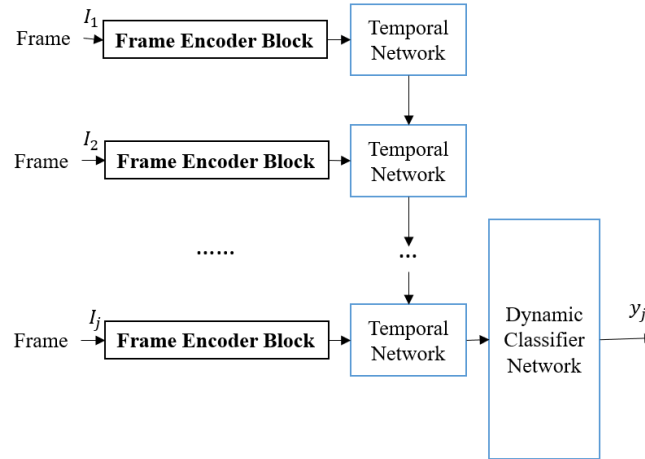 Frame
I₁
Frame Encoder Block
Temporal
Network
Frame
I₂
Frame Encoder Block
Temporal
Network
......
...
Frame
Iⱼ
Frame Encoder Block
Temporal
Network
Dynamic
Classifier
Network
yⱼ